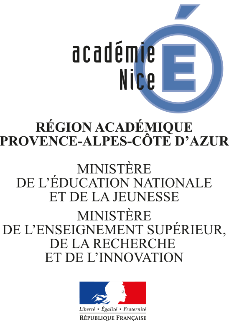 académie
Nice
É
RÉGION ACADÉMIQUE
PROVENCE-ALPES-CÔTE D'AZUR
MINISTÈRE
DE L'ÉDUCATION NATIONALE
ET DE LA JEUNESSE
MINISTÈRE
DE L'ENSEIGNEMENT SUPÉRIEUR,
DE LA RECHERCHE
ET DE L'INNOVATION
Liberté • Égalité • Fraternité
RÉPUBLIQUE FRANÇAISE